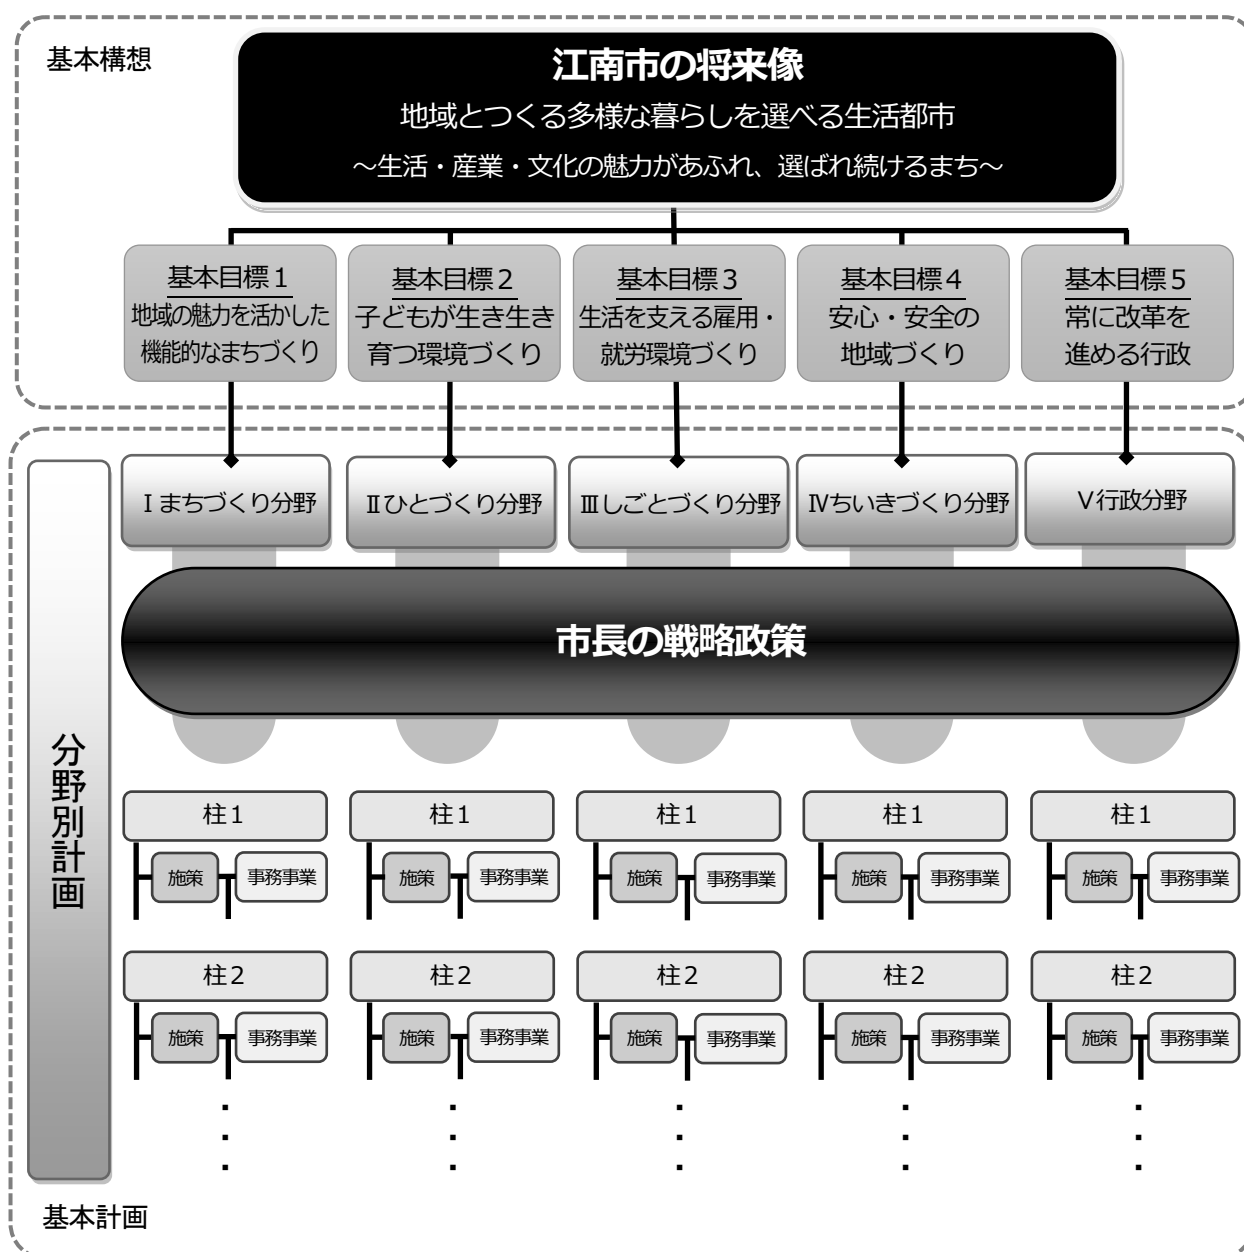 基本構想
江南市の将来像
地域とつくる多様な暮らしを選べる生活都市
～生活・産業・文化の魅力があふれ、選ばれ続けるまち～
基本目標１
地域の魅力を活かした
機能的なまちづくり
基本目標２
子どもが生き生き
育つ環境づくり
基本目標３
生活を支える雇用・
就労環境づくり
基本目標４
安心・安全の
地域づくり
基本目標５
常に改革を
進める行政
Ⅰまちづくり分野
Ⅱひとづくり分野
Ⅲしごとづくり分野
Ⅳちいきづくり分野
Ⅴ行政分野
市長の戦略政策
分野別計画
柱１
柱１
柱１
柱１
柱１
施策
事務事業
施策
事務事業
施策
事務事業
施策
事務事業
施策
事務事業
柱２
柱２
柱２
柱２
柱２
施策
事務事業
施策
事務事業
施策
事務事業
施策
事務事業
施策
事務事業
基本計画